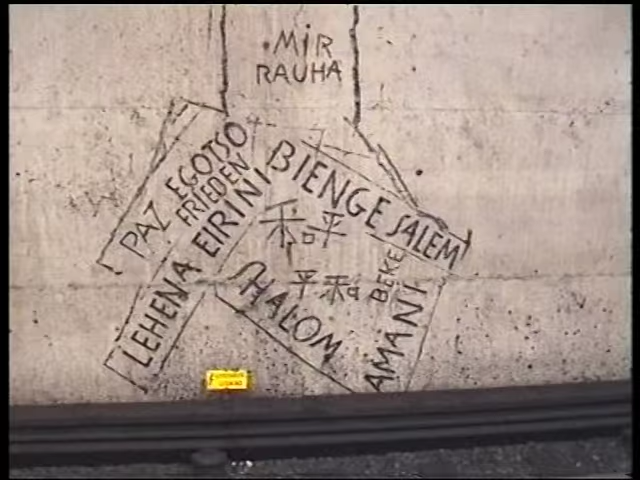 MiR
RAUHA
PAZ EGOTSO
FRIEDEN
LEHENA EIRINI
BIENGE SALEM
和平
平和
SHALOM
BEKE
AMANI